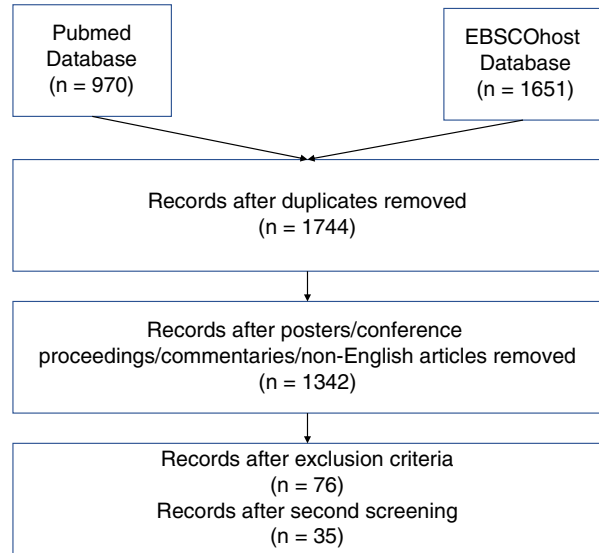 Pubmed
Database
(n = 970)
EBSCOhost
Database
(n = 1651)
Records after duplicates removed
(n = 1744)
Records after posters/conference
proceedings/commentaries/non-English articles removed
(n = 1342)
Records after exclusion criteria
(n = 76)
Records after second screening
(n = 35)